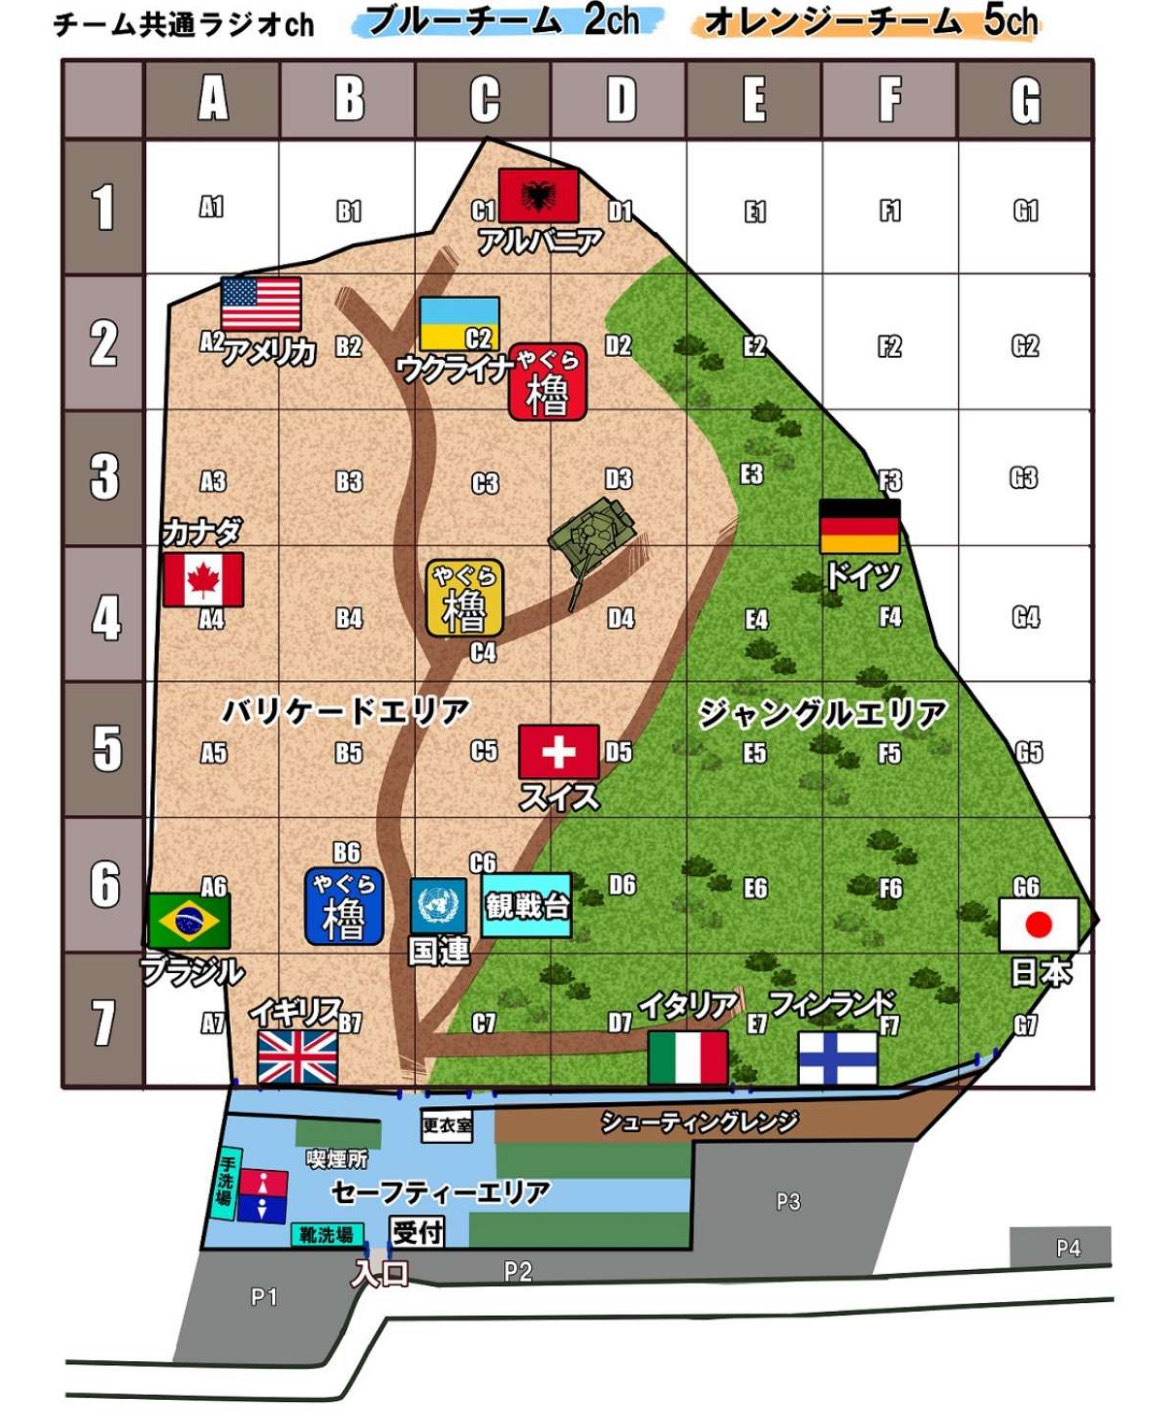 チーム共通ラジオch ブルーチーム 2ch オレンジーチーム 5ch
A B C D E F G
1
A1 B1 C1 D1 E1 F1 G1
アルバニア
2
A2 B2 C2 D2 E2 F2 G2
アメリカ
ウクライナ
やぐら
櫓
3
A3 B3 C3 D3 E3 F3 G3
カナダ
ドイツ
4
やぐら
櫓
A4 B4 C4 D4 E4 F4 G4
バリケードエリア
ジャングルエリア
5
A5 B5 C5 D5 E5 F5 G5
スイス
6
A6 B6 C6 D6 E6 F6 G6
やぐら
櫓
観戦台
国連
ブラジル
日本
7
イギリス
イタリア
フィンランド
A7 B7 C7 D7 E7 F7 G7
更衣室
シューティングレンジ
喫煙所
手洗場
セーフティーエリア
靴洗場
受付
入口
P1
P2
P3
P4